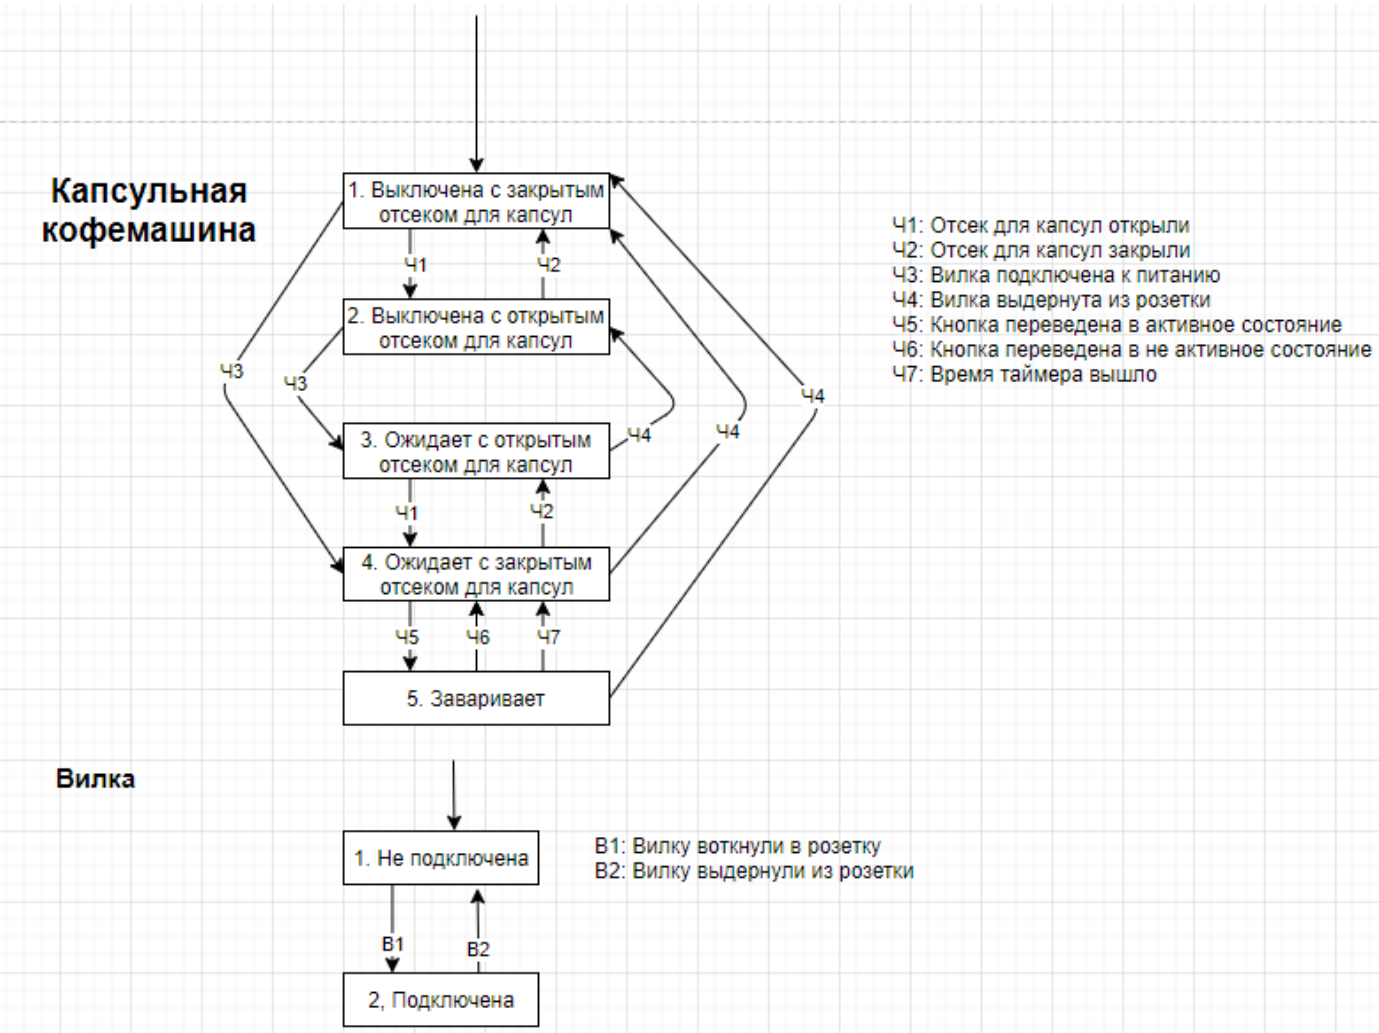 Капсульная
кофемашина
1. Выключена с закрытым
отсеком для капсул
Ч1
Ч2
2. Выключена с открытым
отсеком для капсул
Ч3
Ч3
3. Ожидает с открытым
отсеком для капсул
Ч4
Ч4
Ч4
Ч1
Ч2
4. Ожидает с закрытым
отсеком для капсул
Ч5
Ч6
Ч7
5. Заваривает
Ч1: Отсек для капсул открыли
Ч2: Отсек для капсул закрыли
Ч3: Вилка подключена к питанию
Ч4: Вилка выдернута из розетки
Ч5: Кнопка переведена в активное состояние
Ч6: Кнопка переведена в не активное состояние
Ч7: Время таймера вышло
Вилка
1. Не подключена
В1
В2
2, Подключена
В1: Вилку воткнули в розетку
В2: Вилку выдернули из розетки